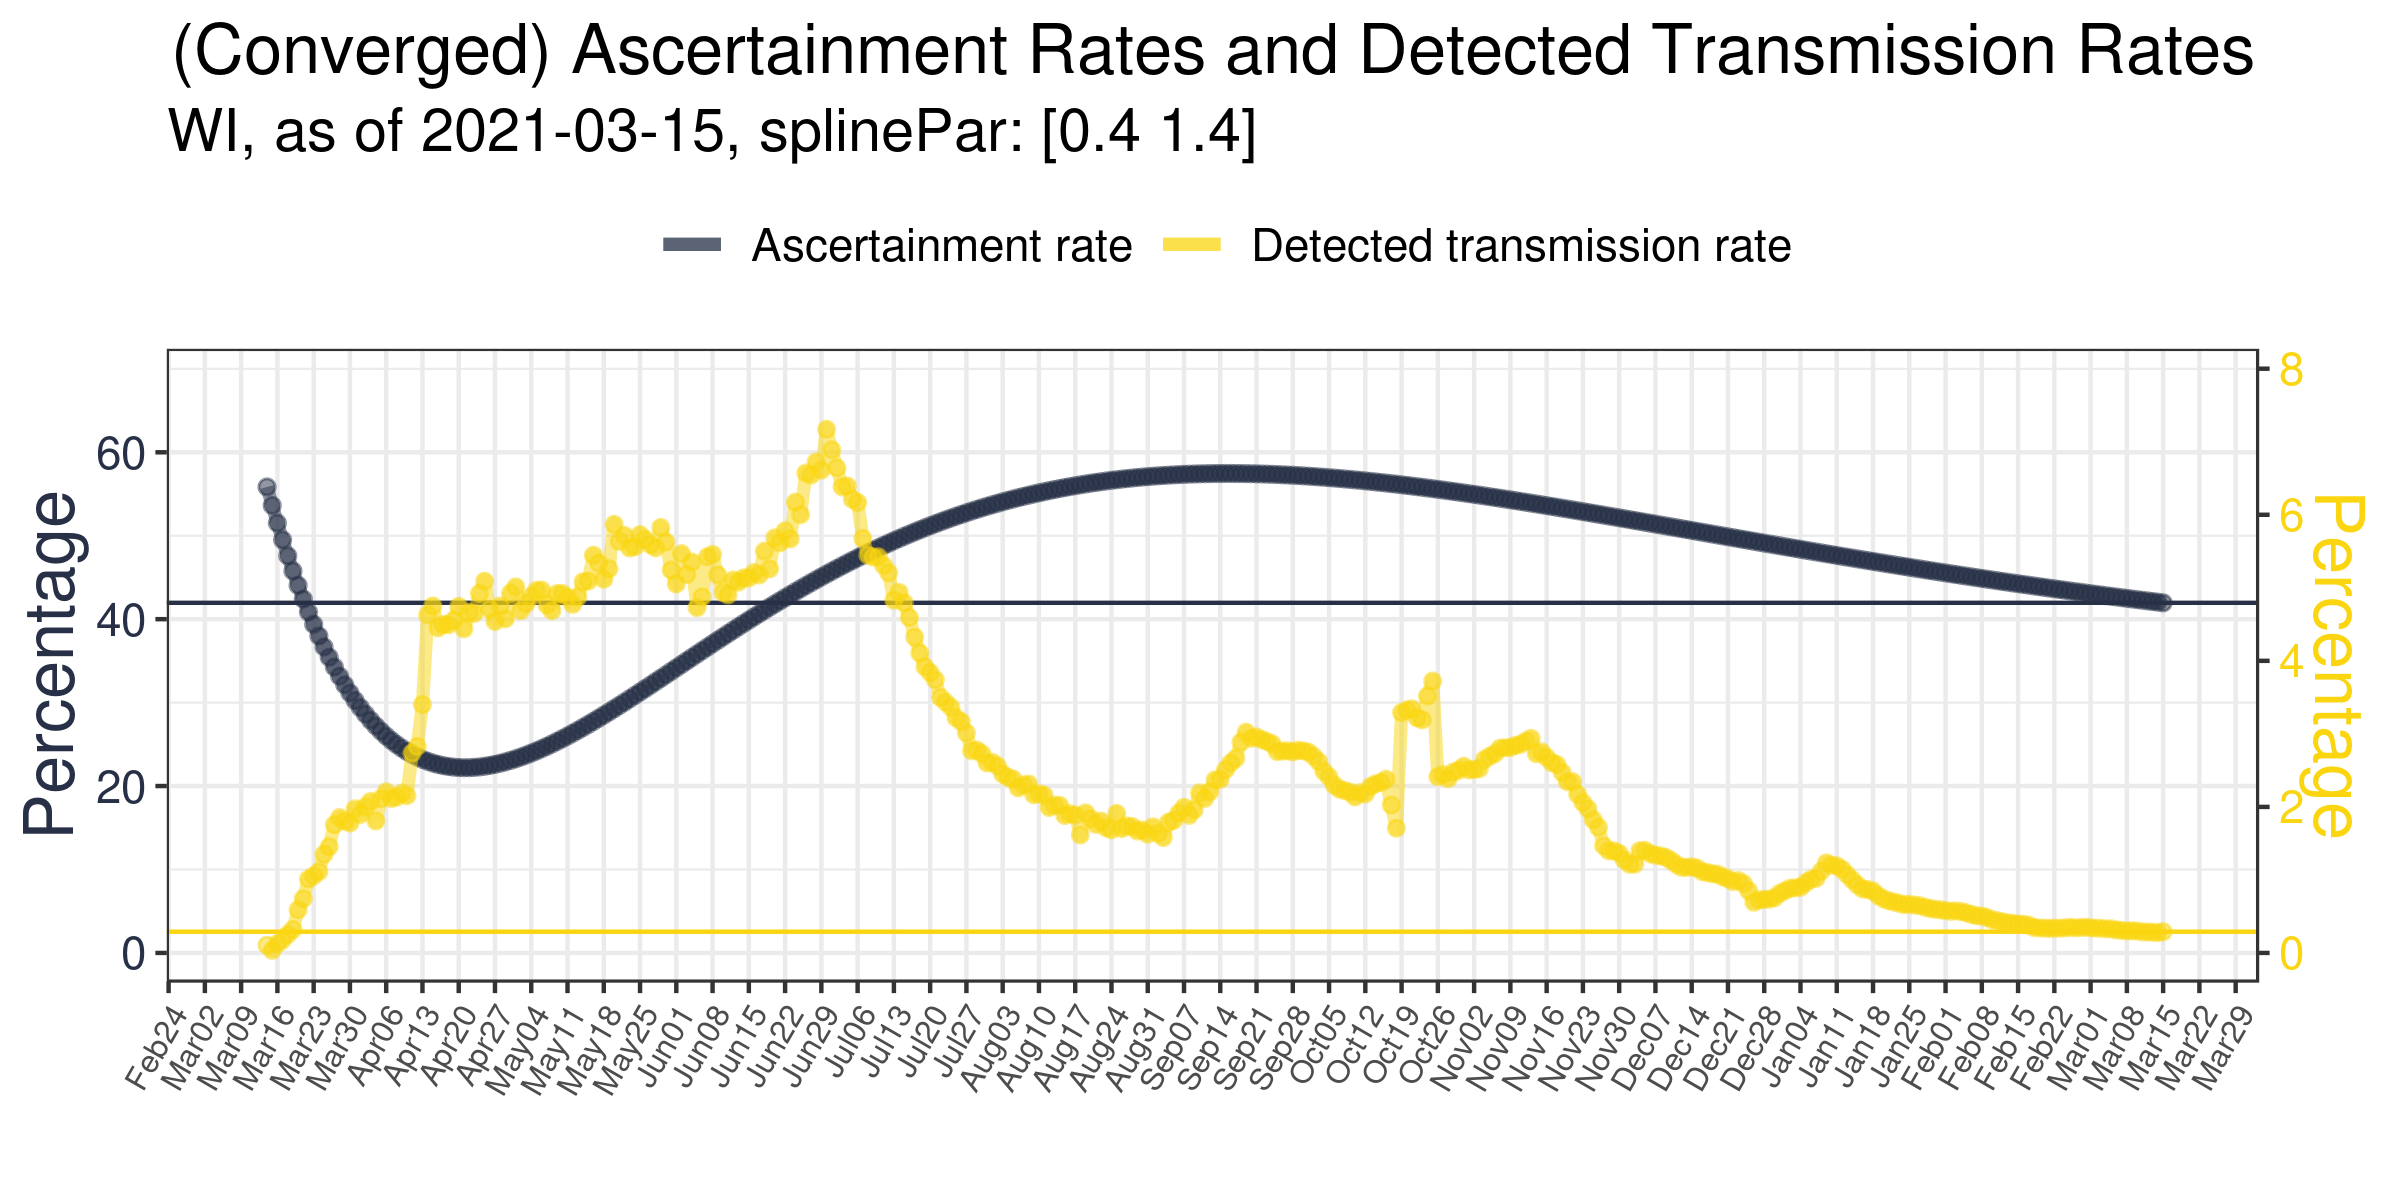 (Converged) Ascertainment Rates and Detected Transmission Rates
WI, as of 2021-03-15, splinePar: [0.4 1.4]
Ascertainment rate
Detected transmission rate
Percentage
60
40
20
0
8
6
4
2
0
Percentage
Feb24
Mar02
Mar09
Mar16
Mar23
Mar30
Apr06
Apr13
Apr20
Apr27
May04
May11
May18
May25
Jun01
Jun08
Jun15
Jun22
Jun29
Jul06
Jul13
Jul20
Jul27
Aug03
Aug10
Aug17
Aug24
Aug31
Sep07
Sep14
Sep21
Sep28
Oct05
Oct12
Oct19
Oct26
Nov02
Nov09
Nov16
Nov23
Nov30
Dec07
Dec14
Dec21
Dec28
Jan04
Jan11
Jan18
Jan25
Feb01
Feb08
Feb15
Feb22
Mar01
Mar08
Mar15
Mar22
Mar29